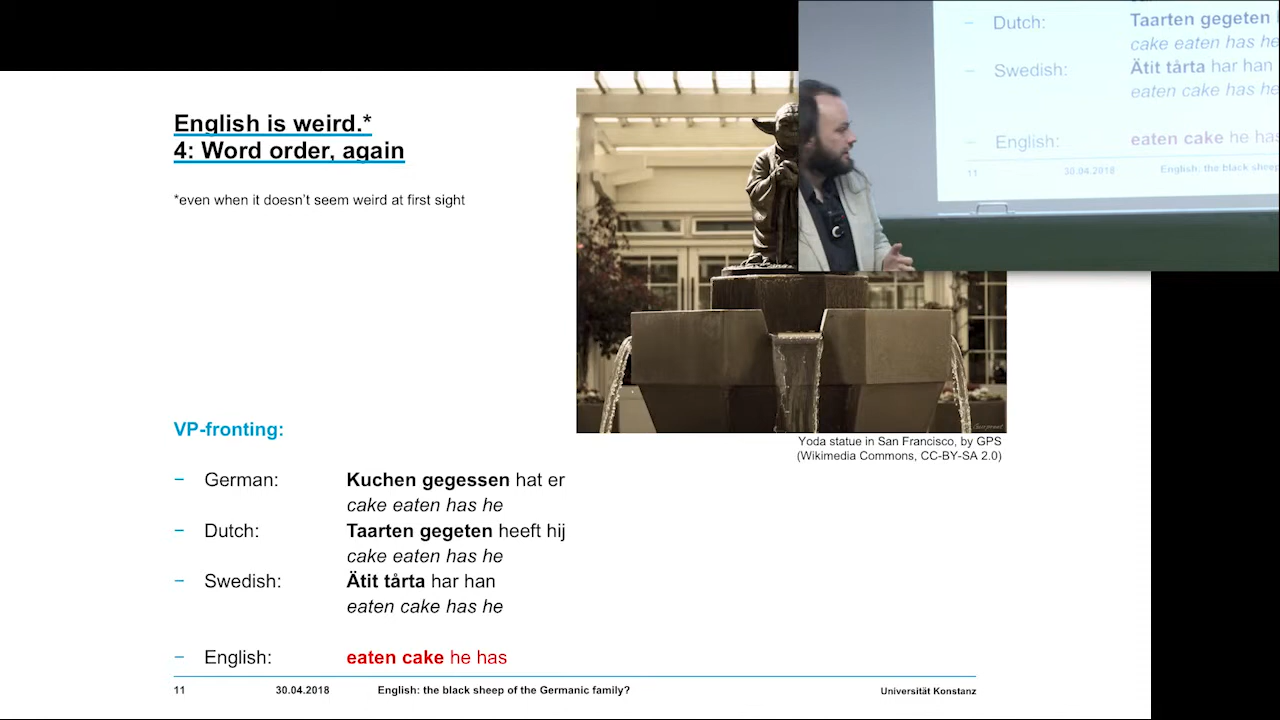 English is weird.*
4: Word order, again
*even when it doesn't seem weird at first sight
Dutch:
Taarten gegeten
cake eaten has he
Swedish:
Ätit tårta har han
eaten cake has he
English:
eaten cake he has
11
30.04.2018
English: the black sheep
Yoda statue in San Francisco, by GPS
(Wikimedia Commons, CC-BY-SA 2.0)
VP-fronting:
– German: Kuchen gegessen hat er
cake eaten has he
– Dutch: Taarten gegeten heeft hij
cake eaten has he
– Swedish: Ätit tårta har han
eaten cake has he
– English: eaten cake he has
11 30.04.2018 English: the black sheep of the Germanic family? Universität Konstanz